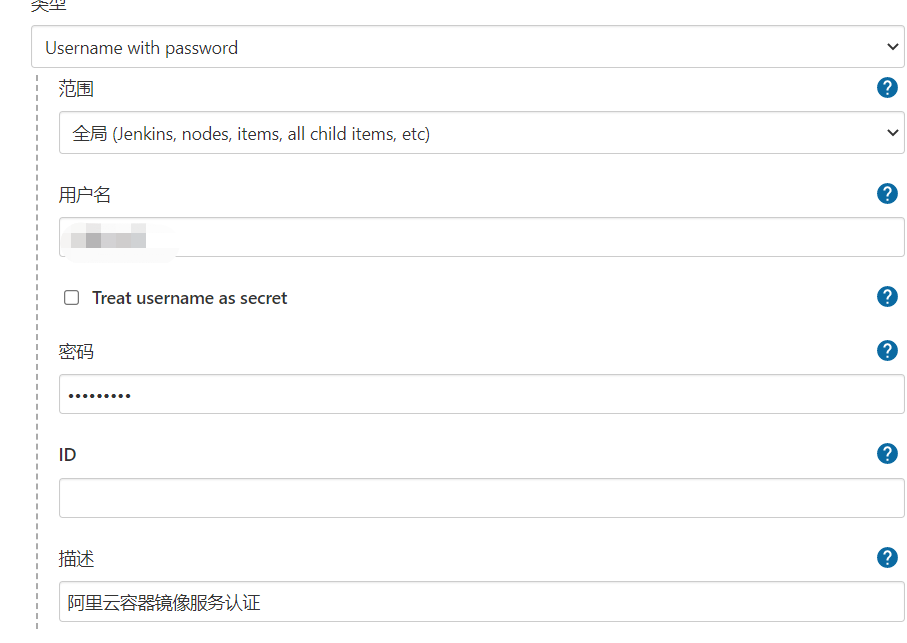 类型
Username with password
范围
?
全局 (Jenkins, nodes, items, all child items, etc)
用户名
?
Treat username as secret
?
密码
?
•••••••••
ID
?
描述
?
阿里云容器镜像服务认证